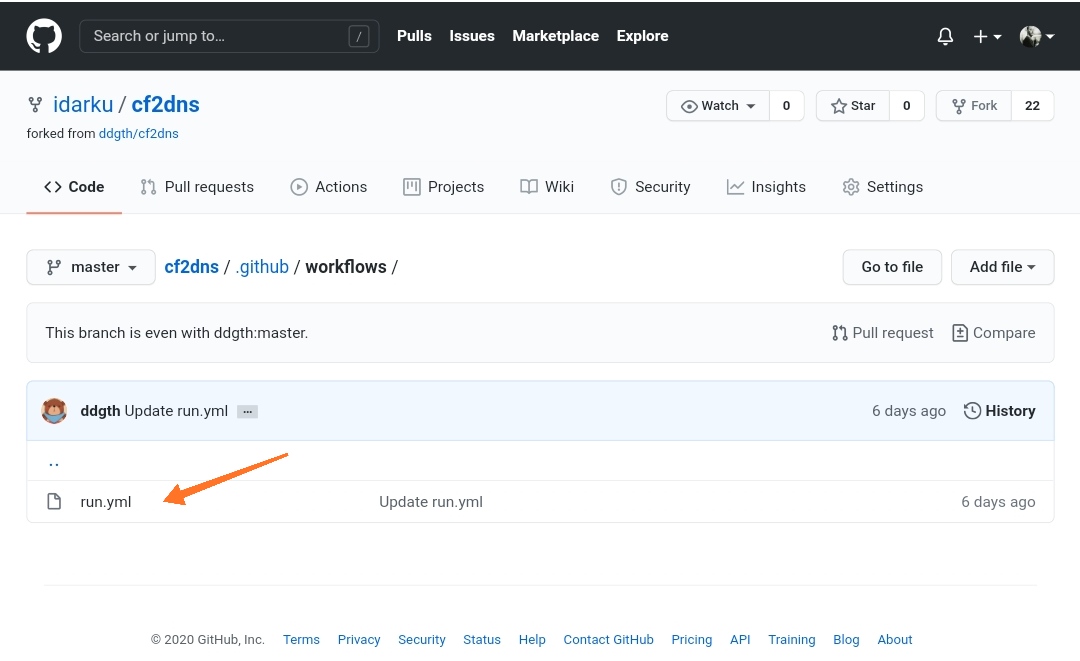 Search or jump to… / Pulls Issues Marketplace Explore
idarku / cf2dns Watch 0 Star 0 Fork 22
forked from ddgth/cf2dns
<> Code Pull requests Actions Projects Wiki Security Insights Settings
master cf2dns / .github / workflows / Go to file Add file
This branch is even with ddgth:master. Pull request Compare
ddgth Update run.yml … 6 days ago History
..
run.yml Update run.yml 6 days ago
© 2020 GitHub, Inc. Terms Privacy Security Status Help Contact GitHub Pricing API Training Blog About